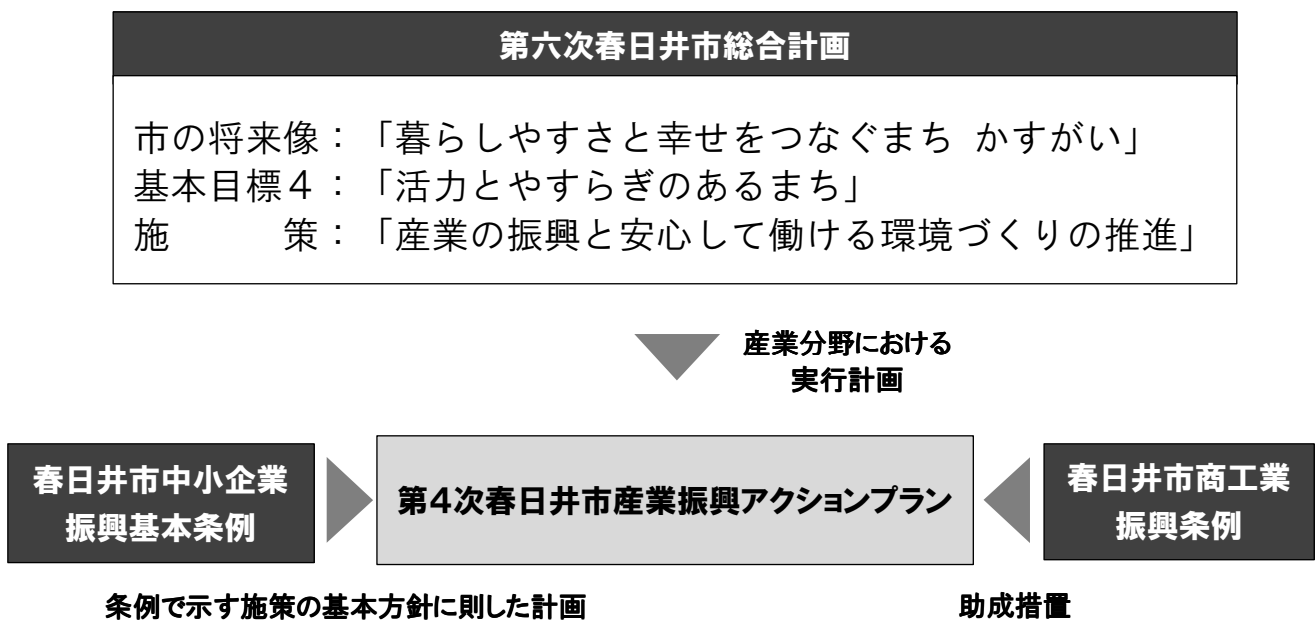 第六次春日井市総合計画
市の将来像：「暮らしやすさと幸せをつなぐまち かすがい」
基本目標４：「活力とやすらぎのあるまち」
施　　　策：「産業の振興と安心して働ける環境づくりの推進」
産業分野における
実行計画
春日井市中小企業
振興基本条例
第４次春日井市産業振興アクションプラン
春日井市商工業
振興条例
条例で示す施策の基本方針に則した計画
助成措置